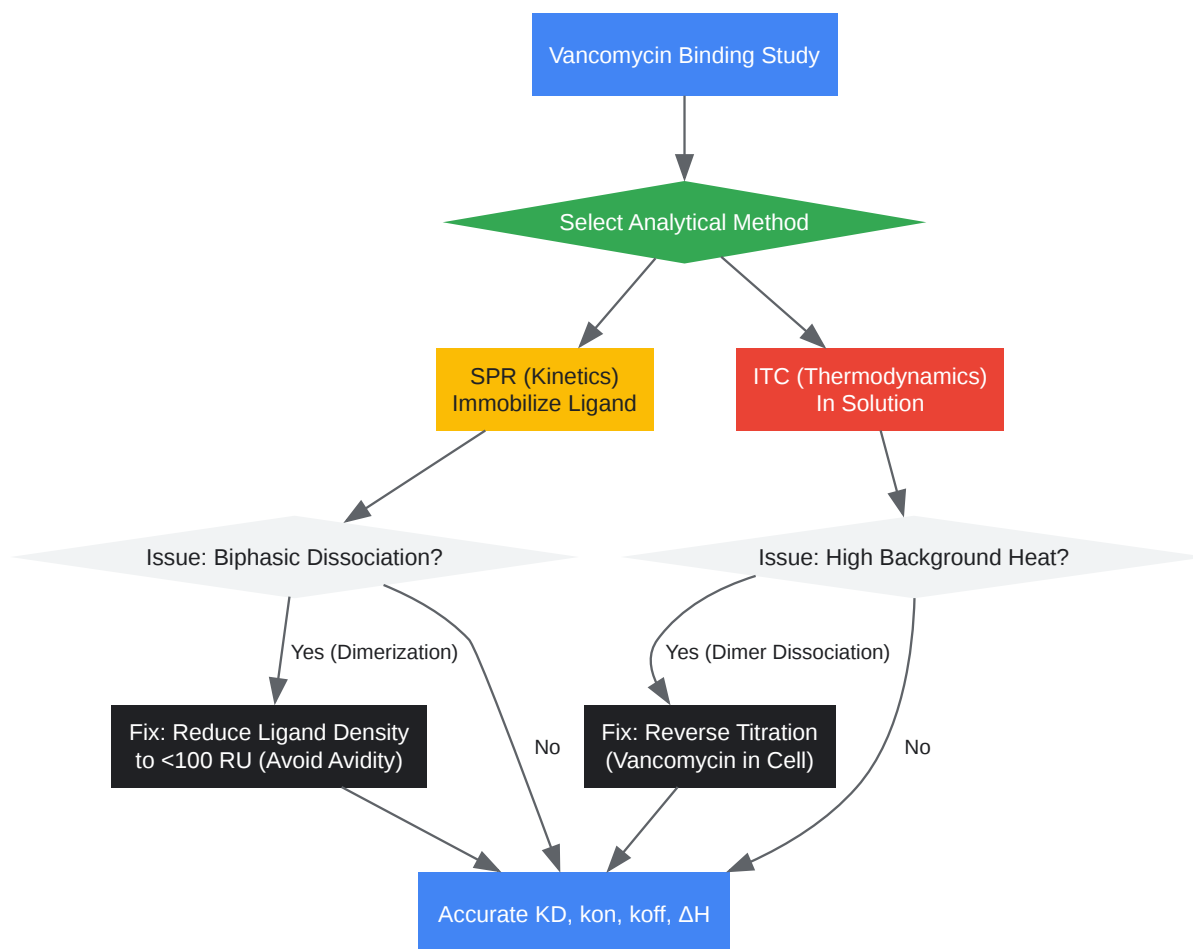 Vancomycin Binding Study
Select Analytical Method
SPR (Kinetics)
Immobilize Ligand
ITC (Thermodynamics)
In Solution
Issue: Biphasic Dissociation?
Issue: High Background Heat?
Yes (Dimerization)
Yes (Dimer Dissociation)
Fix: Reduce Ligand Density
to <100 RU (Avoid Avidity)
No
Fix: Reverse Titration
(Vancomycin in Cell)
No
Accurate KD, kon, koff, ΔH